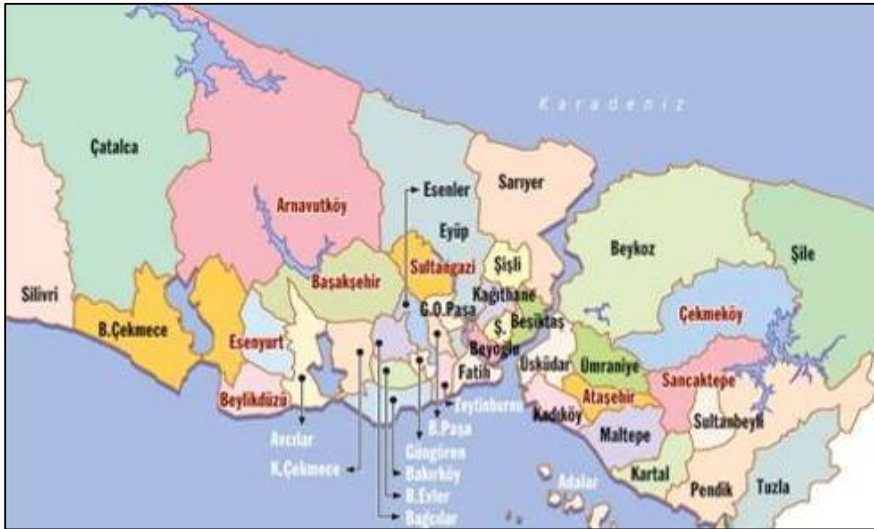 Karadeniz
Çatalca
Sarıyer
Esenler
Arnavutköy
Eyüp
Beykoz
Şile
Silivri
Başakşehir
Sultangazi
Şişli
Kağıthane
B.Çekmece
G.O.Paşa
Çekmeköy
Esenyurt
Ş.
Beşiktaş
Beyoğlu
Üsküdar
Ümraniye
Fatih
Sancaktepe
Beylikdüzü
Ataşehir
Zeytinburnu
Kadıköy
Sultanbeyli
B.Paşa
Avcılar
Maltepe
Güngören
K.Çekmece
Bakırköy
Kartal
Adalar
Pendik
Tuzla
B.Evler
Bağcılar